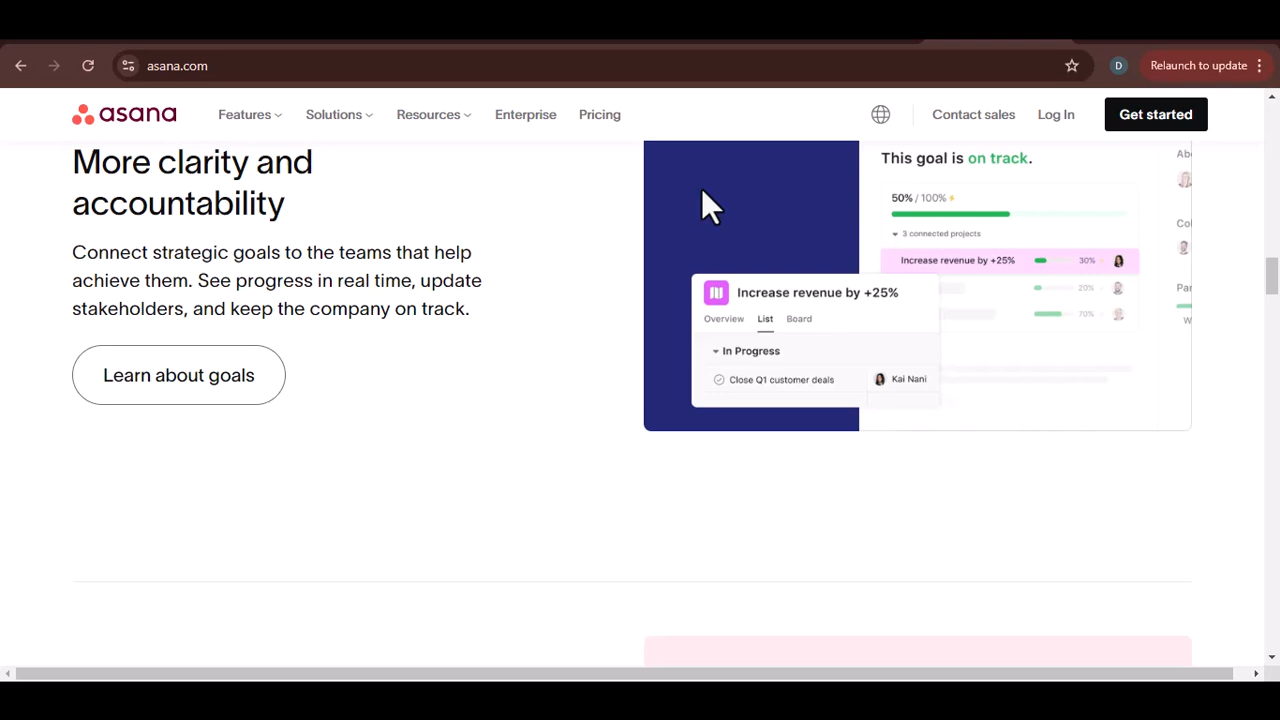 asana.com
D
Relaunch to update
asana
Features
Solutions
Resources
Enterprise
Pricing
Contact sales
Log In
Get started
More clarity and
accountability
Connect strategic goals to the teams that help
achieve them. See progress in real time, update
stakeholders, and keep the company on track.
Learn about goals
This goal is on track.
50% / 100%
3 connected projects
Increase revenue by +25%
30%
20%
70%
Increase revenue by +25%
Overview
List
Board
In Progress
Close Q1 customer deals
Kai Nani